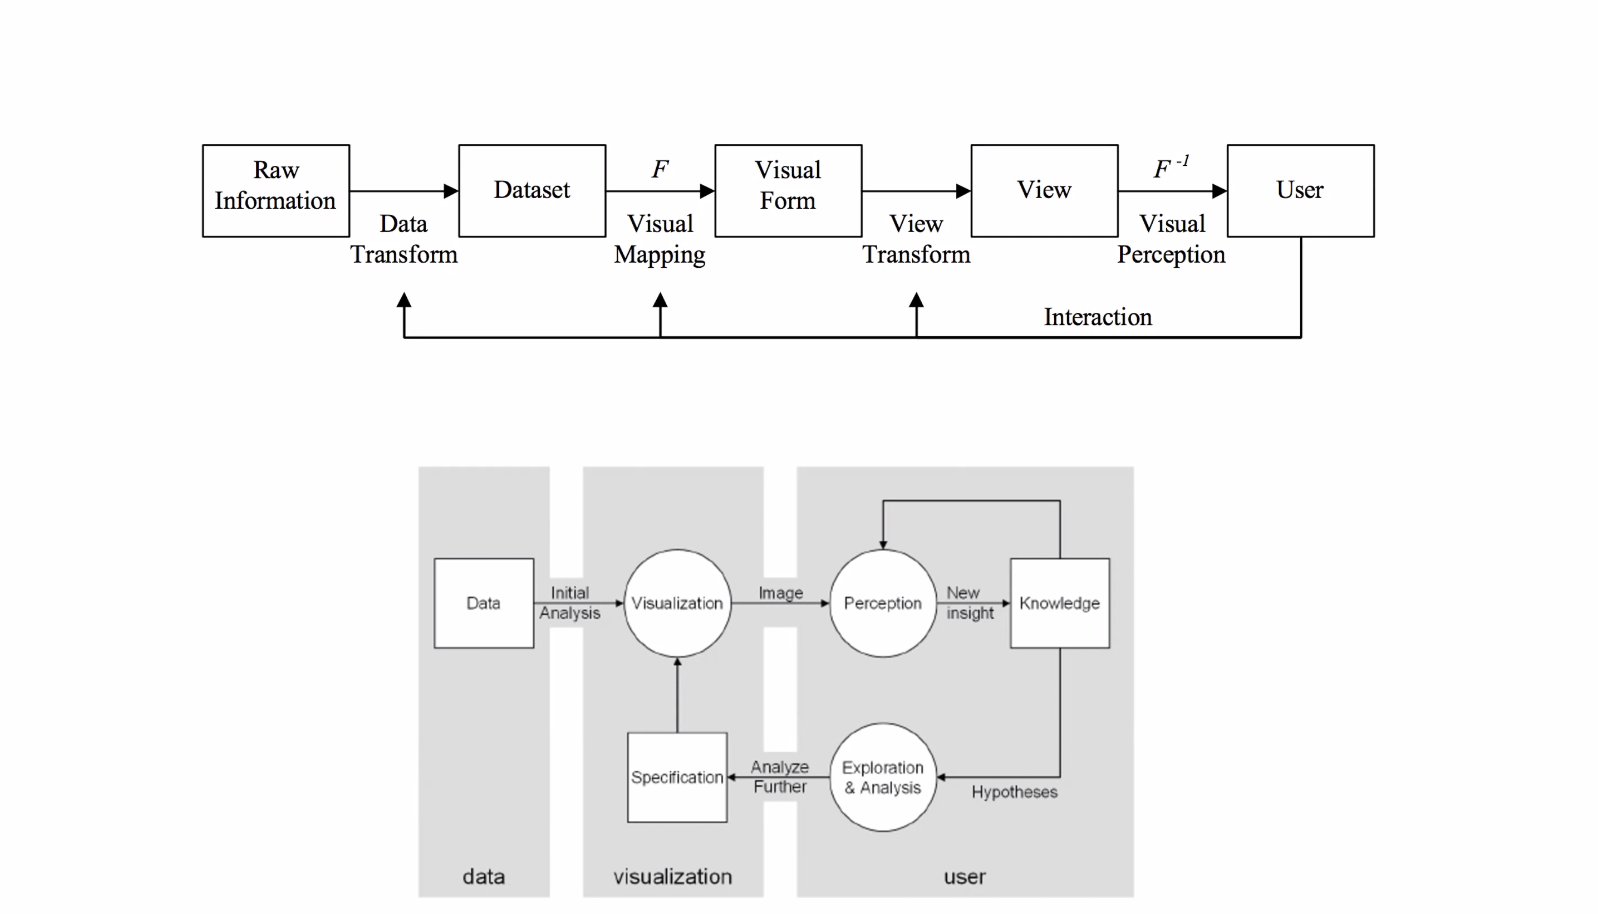 Raw
Information
Data
Transform
Dataset
F
Visual
Mapping
Visual
Form
View
Transform
View
F -1
Visual
Perception
User
Interaction
Data
Initial
Analysis
Visualization
Image
Perception
New
insight
Knowledge
Specification
Analyze
Further
Exploration
& Analysis
Hypotheses
data
visualization
user